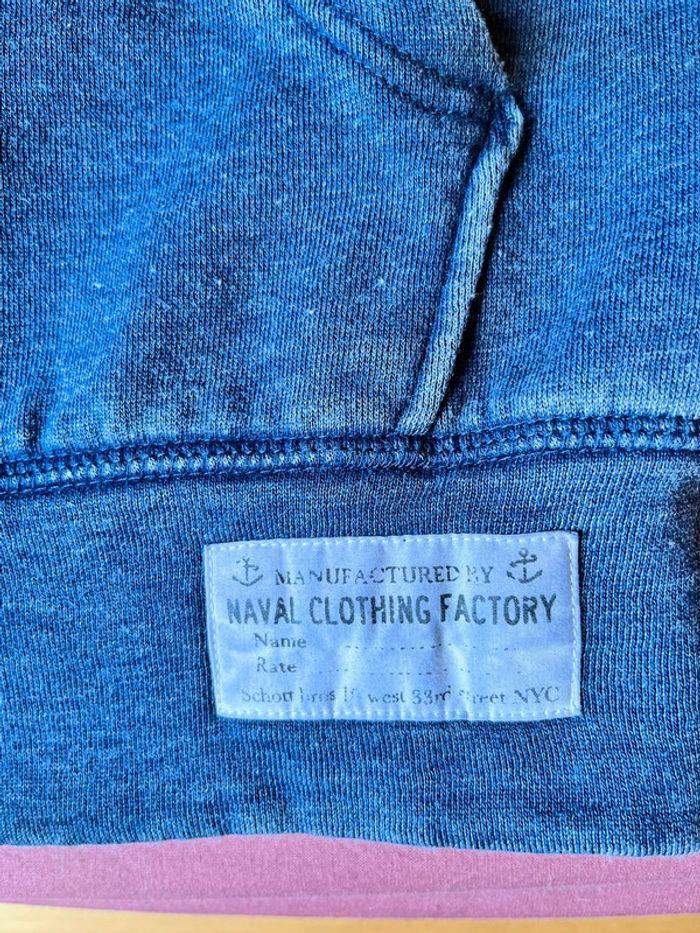 MANUFACTURED BY
NAVAL CLOTHING FACTORY
Name ....................
Rate ....................
Schott bros west 33rd Street NYC